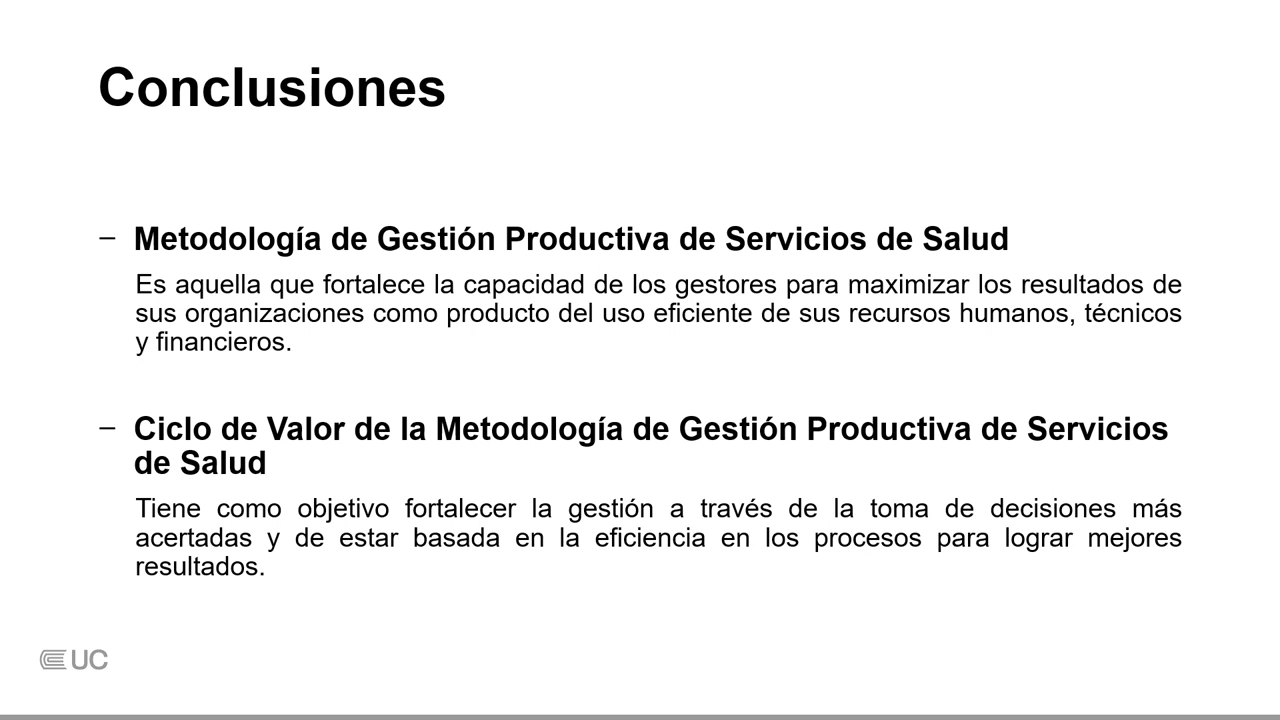 Conclusiones
– Metodología de Gestión Productiva de Servicios de Salud
Es aquella que fortalece la capacidad de los gestores para maximizar los resultados de
sus organizaciones como producto del uso eficiente de sus recursos humanos, técnicos
y financieros.
– Ciclo de Valor de la Metodología de Gestión Productiva de Servicios
de Salud
Tiene como objetivo fortalecer la gestión a través de la toma de decisiones más
acertadas y de estar basada en la eficiencia en los procesos para lograr mejores
resultados.
UC